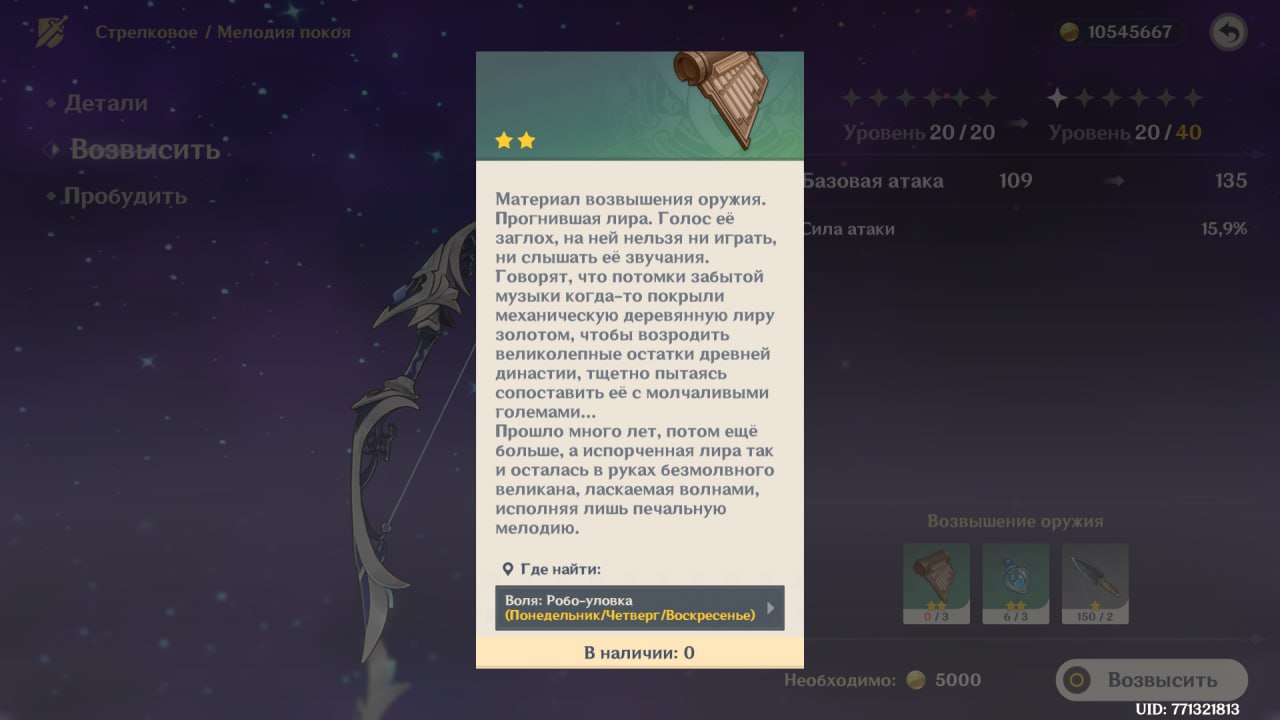 Стрелковое / Мелодия покоя
10545667
Детали
Возвысить
Пробудить
Уровень 20 / 20
Уровень 20 / 40
Базовая атака 109 135
Сила атаки 15,9%
Материал возвышения оружия.
Прогнившая лира. Голос её
заглох, на ней нельзя ни играть,
ни слышать её звучания.
Говорят, что потомки забытой
музыки когда-то покрыли
механическую деревянную лиру
золотом, чтобы возродить
великолепные остатки древней
династии, тщетно пытаясь
сопоставить её с молчаливыми
големами...
Прошло много лет, потом ещё
больше, а испорченная лира так
и осталась в руках безмолвного
великана, ласкаемая волнами,
исполняя лишь печальную
мелодию.
Где найти:
Воля: Робо-уловка
(Понедельник/Четверг/Воскресенье)
В наличии: 0
Возвышение оружия
0 / 3
6 / 3
150 / 2
Необходимо: 5000
Возвысить
UID: 771321813